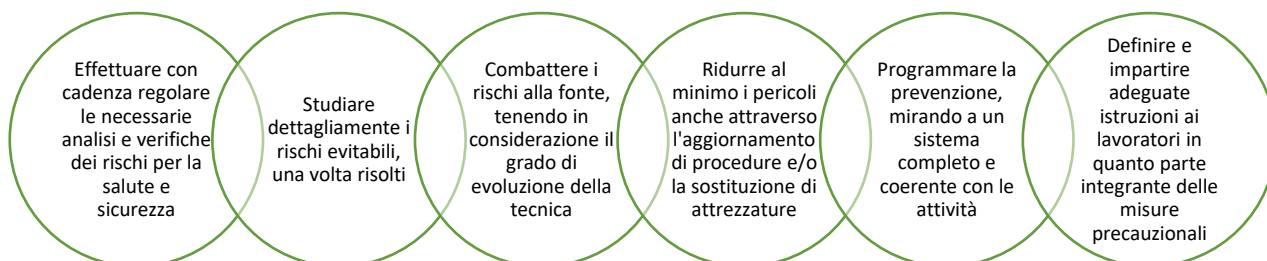 Effettuare con
cadenza regolare
le necessarie
analisi e verifiche
dei rischi per la
salute e
sicurezza
Studiare
dettagliamente i
rischi evitabili,
una volta risolti
Combattere i
rischi alla fonte,
tenendo in
considerazione il
grado di
evoluzione della
tecnica
Ridurre al
minimo i pericoli
anche attraverso
l'aggiornamento
di procedure e/o
la sostituzione di
attrezzature
Programmare la
prevenzione,
mirando a un
sistema
completo e
coerente con le
attività
Definire e
impartire
adeguate
istruzioni ai
lavoratori in
quanto parte
integrante delle
misure
precauzionali